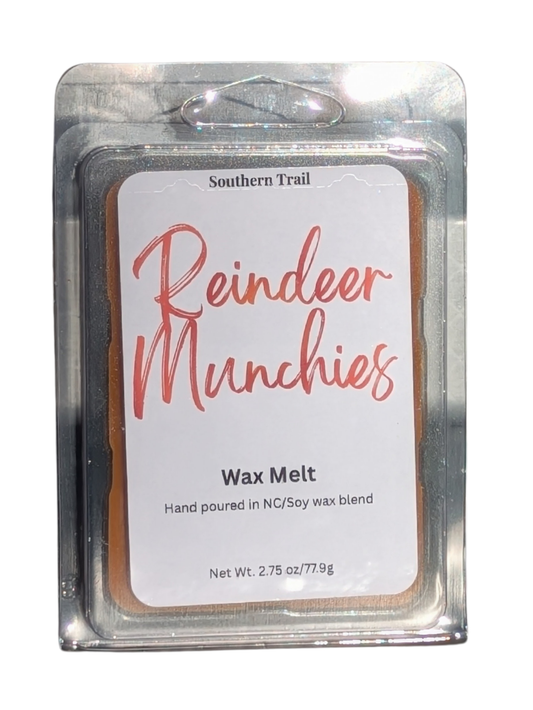 Southern Trail
Reindeer
Munchies
Wax Melt
Hand poured in NC/Soy wax blend
Net Wt. 2.75 oz/77.9g